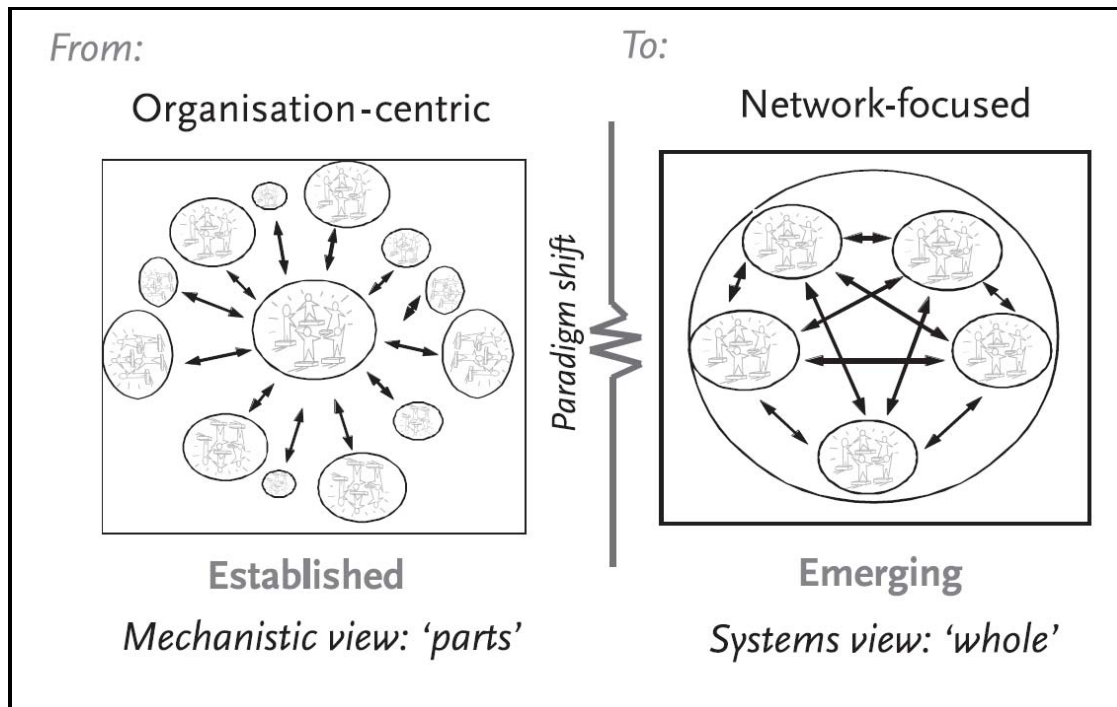 From:
To:
Organisation-centric
Network-focused
Paradigm shift
Established
Emerging
Mechanistic view: ‘parts’
Systems view: ‘whole’